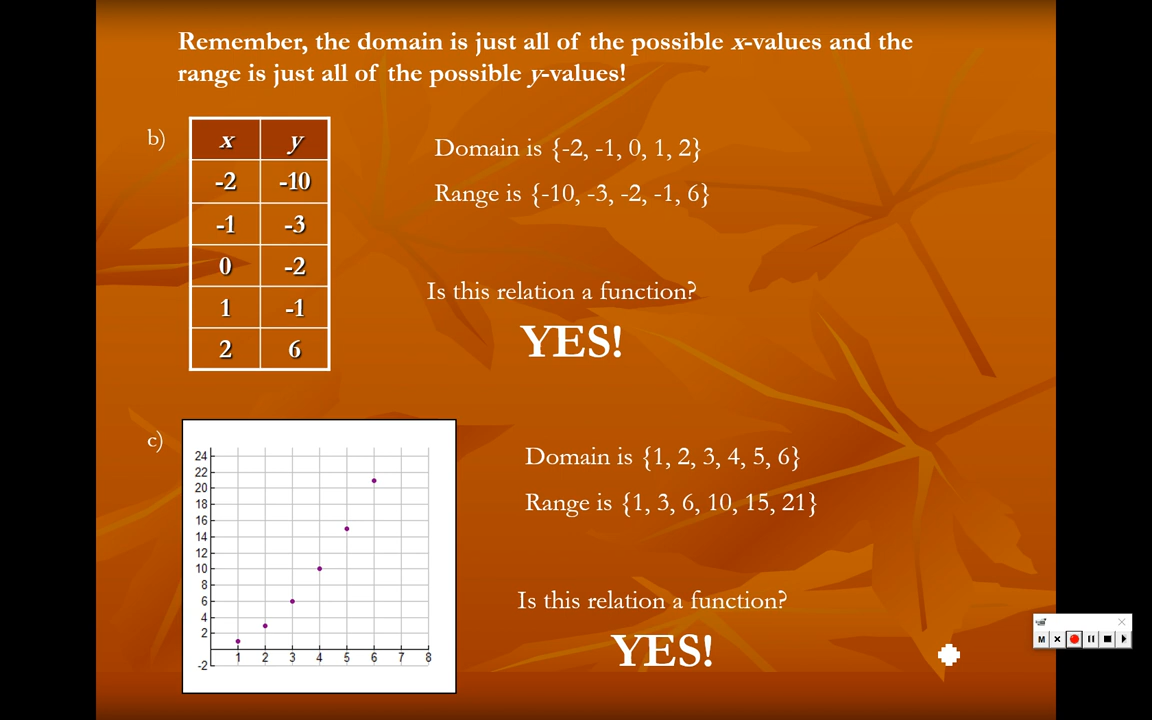 Remember, the domain is just all of the possible x-values and the
range is just all of the possible y-values!
b)
x y
-2 -10
-1 -3
0 -2
1 -1
2 6
Domain is {-2, -1, 0, 1, 2}
Range is {-10, -3, -2, -1, 6}
Is this relation a function?
YES!
c)
24
22
20
18
16
14
12
10
8
6
4
2
-2
1 2 3 4 5 6 7 8
Domain is {1, 2, 3, 4, 5, 6}
Range is {1, 3, 6, 10, 15, 21}
Is this relation a function?
YES!
M